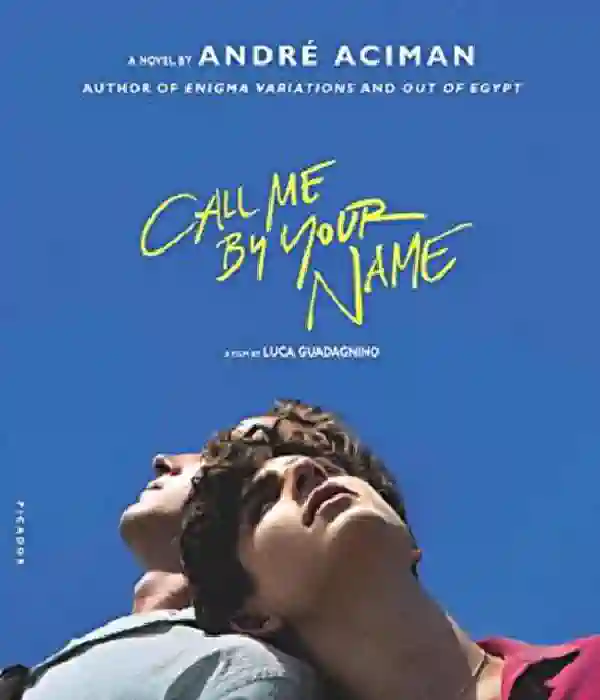 A NOVEL BY ANDRÉ ACIMAN
AUTHOR OF ENIGMA VARIATIONS AND OUT OF EGYPT
CALL ME
BY YOUR
NAME
A FILM BY LUCA GUADAGNINO
PICADOR